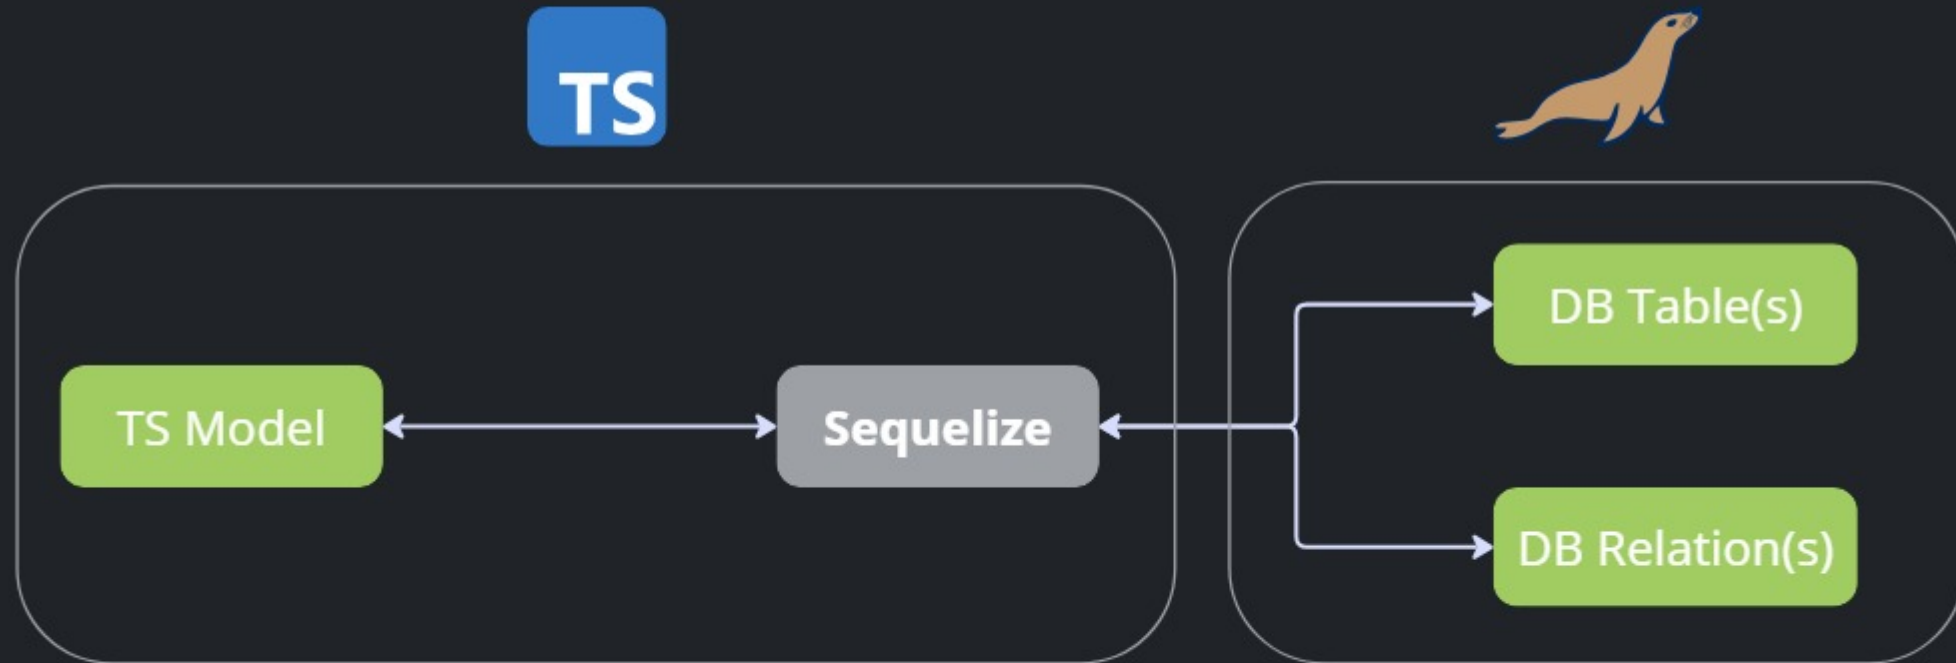 TS
TS Model
Sequelize
DB Table(s)
DB Relation(s)